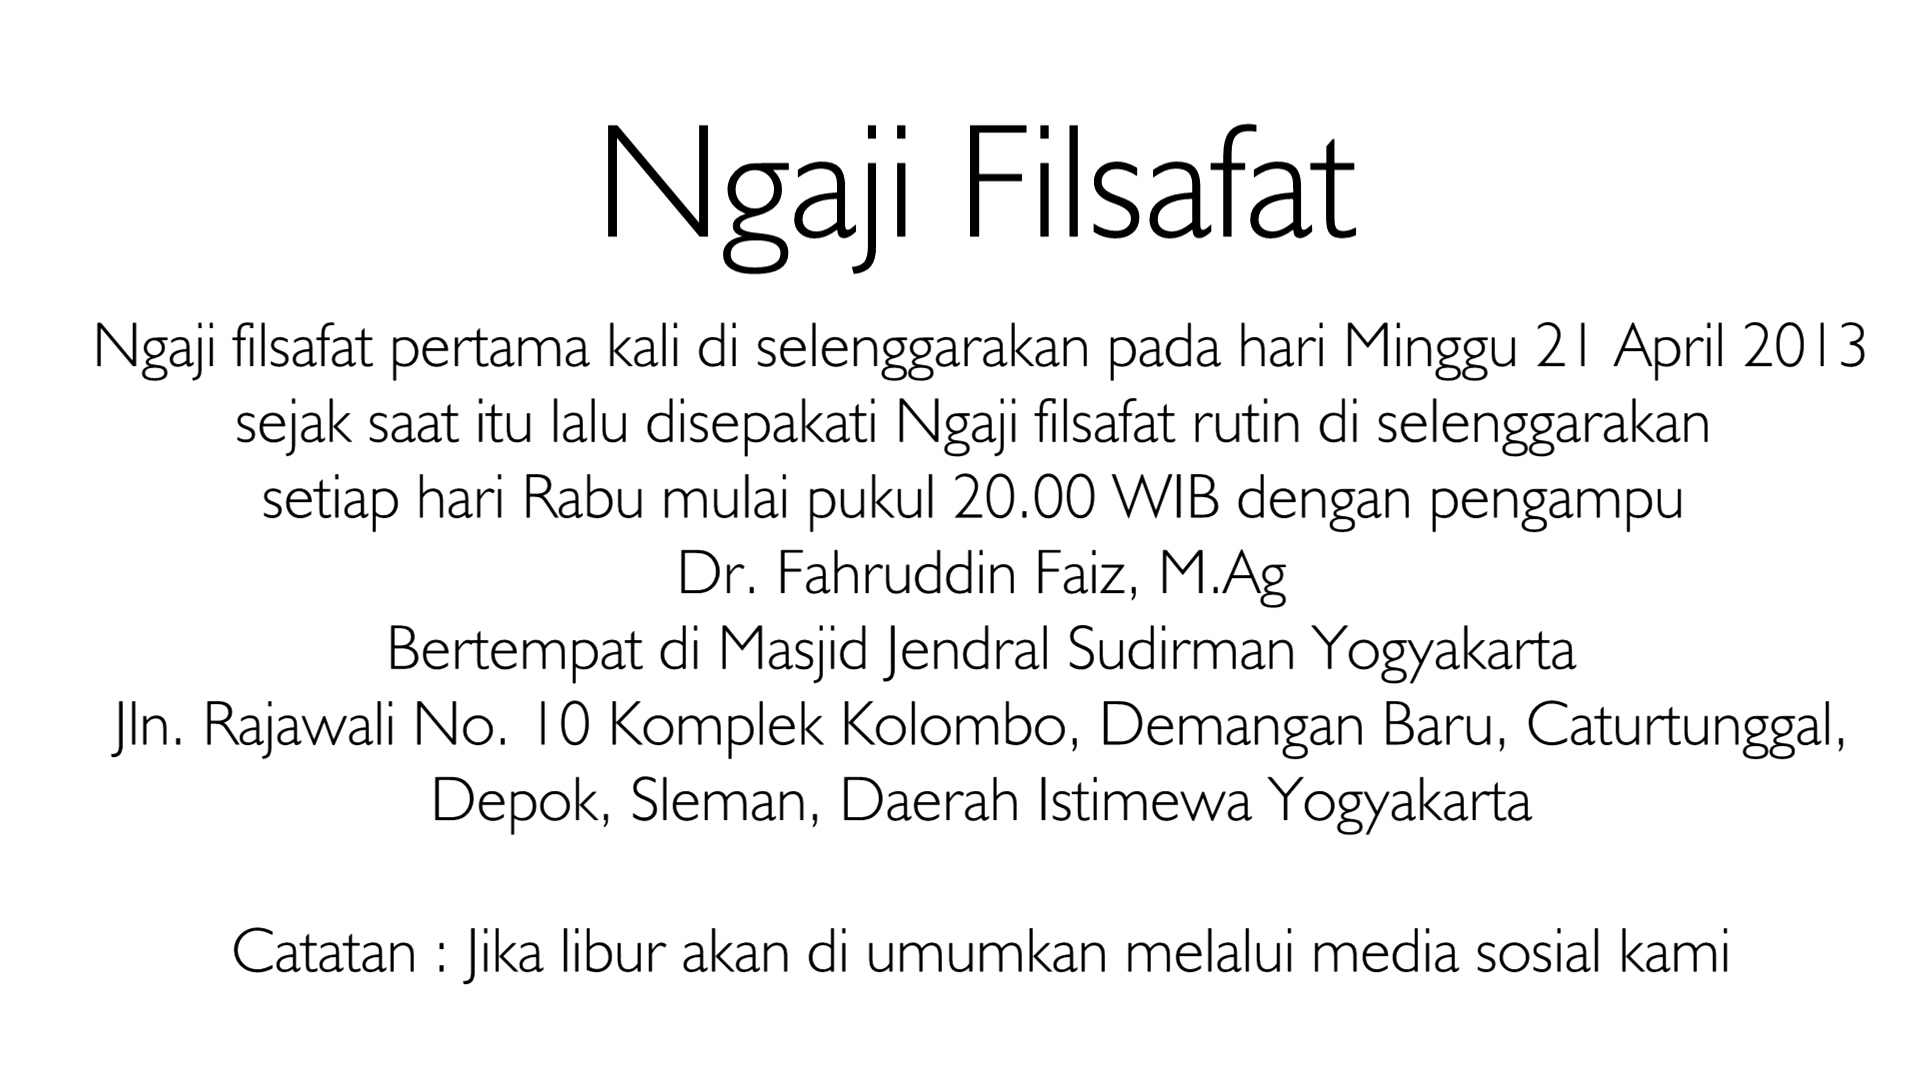 Ngaji Filsafat
Ngaji filsafat pertama kali di selenggarakan pada hari Minggu 21 April 2013
sejak saat itu lalu disepakati Ngaji filsafat rutin di selenggarakan
setiap hari Rabu mulai pukul 20.00 WIB dengan pengampu
Dr. Fahruddin Faiz, M.Ag
Bertempat di Masjid Jendral Sudirman Yogyakarta
Jln. Rajawali No. 10 Komplek Kolombo, Demangan Baru, Caturtunggal,
Depok, Sleman, Daerah Istimewa Yogyakarta
Catatan : Jika libur akan di umumkan melalui media sosial kami